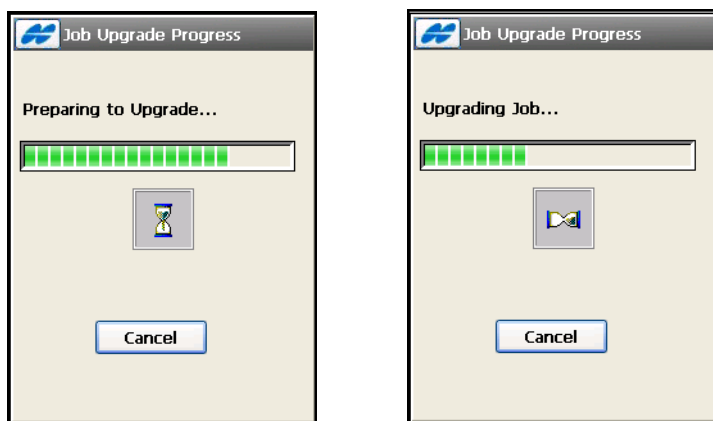 Job Upgrade Progress
Preparing to Upgrade...
Cancel
Job Upgrade Progress
Upgrading Job...
Cancel